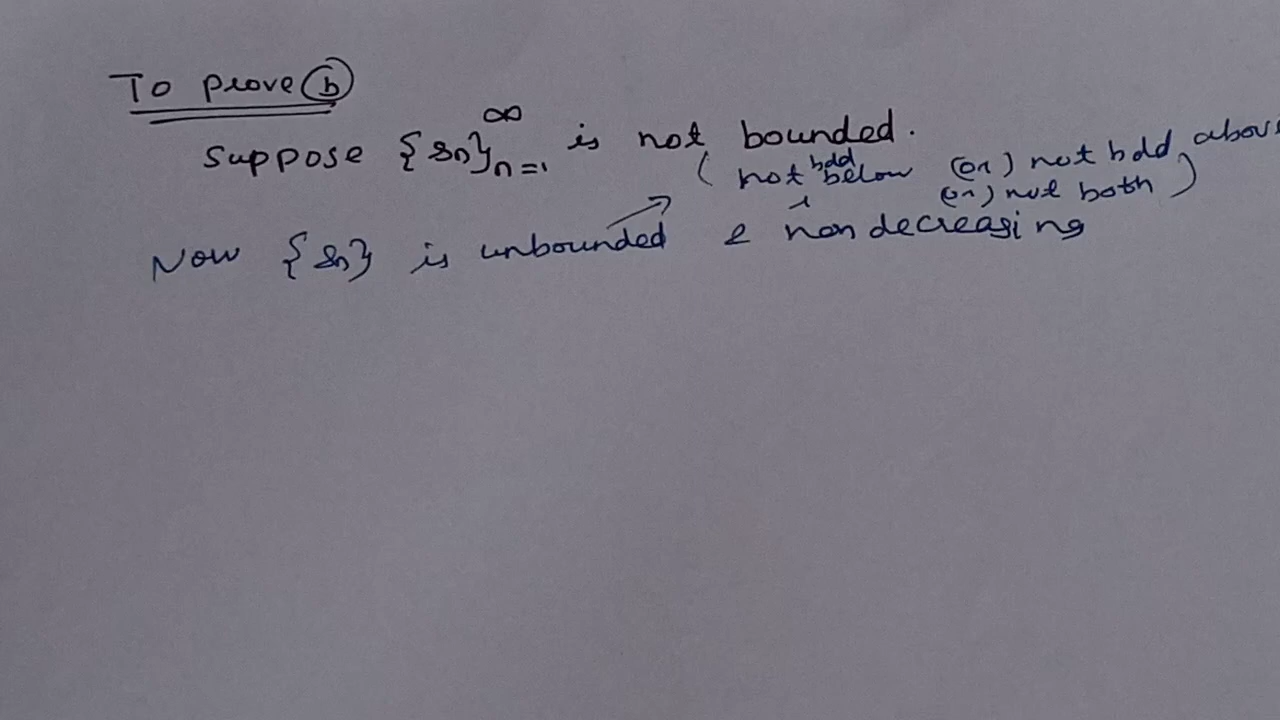 To prove (b)
Suppose {sn}∞n=1 is not bounded.
( not bdd below (or) not bdd above
(or) not both )
Now {sn} is unbounded & non decreasing